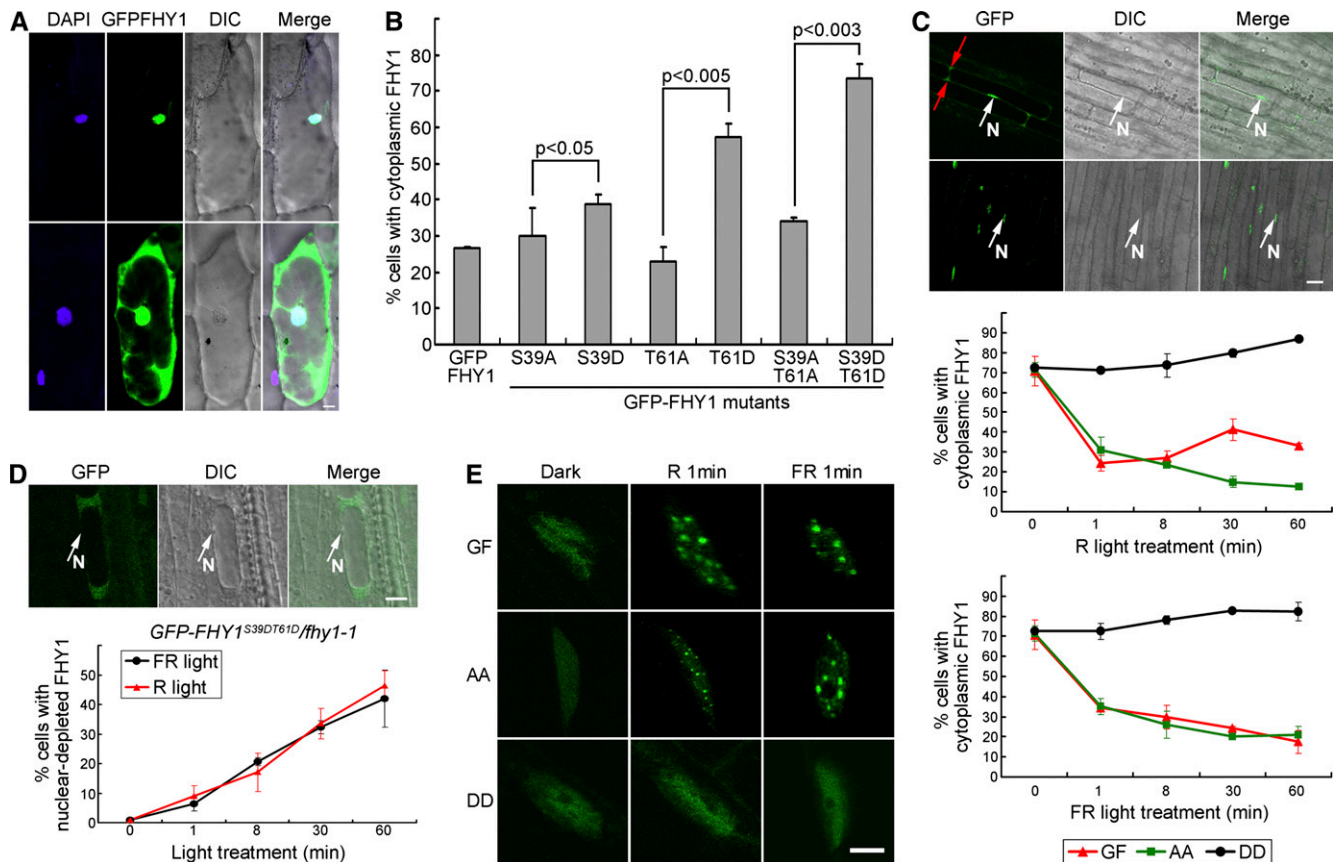 A
DAPI GFPFHY1 DIC Merge
B
% cells with cytoplasmic FHY1
90
80
70
60
50
40
30
20
10
0
p<0.05
p<0.005
p<0.003
GFP FHY1
S39A
S39D
T61A
T61D
S39A T61A
S39D T61D
GFP-FHY1 mutants
C
GFP DIC Merge
N N N
N N N
% cells with cytoplasmic FHY1
90
80
70
60
50
40
30
20
10
0 1 8 30 60
R light treatment (min)
% cells with cytoplasmic FHY1
90
80
70
60
50
40
30
20
10
0
0 1 8 30 60
FR light treatment (min)
GF AA DD
D
GFP DIC Merge
N N N
GFP-FHY1S39DT61D/fhy1-1
FR light
R light
% cells with nuclear-depleted FHY1
50
40
30
20
10
0
0 1 8 30 60
Light treatment (min)
E
Dark R 1min FR 1min
GF
AA
DD